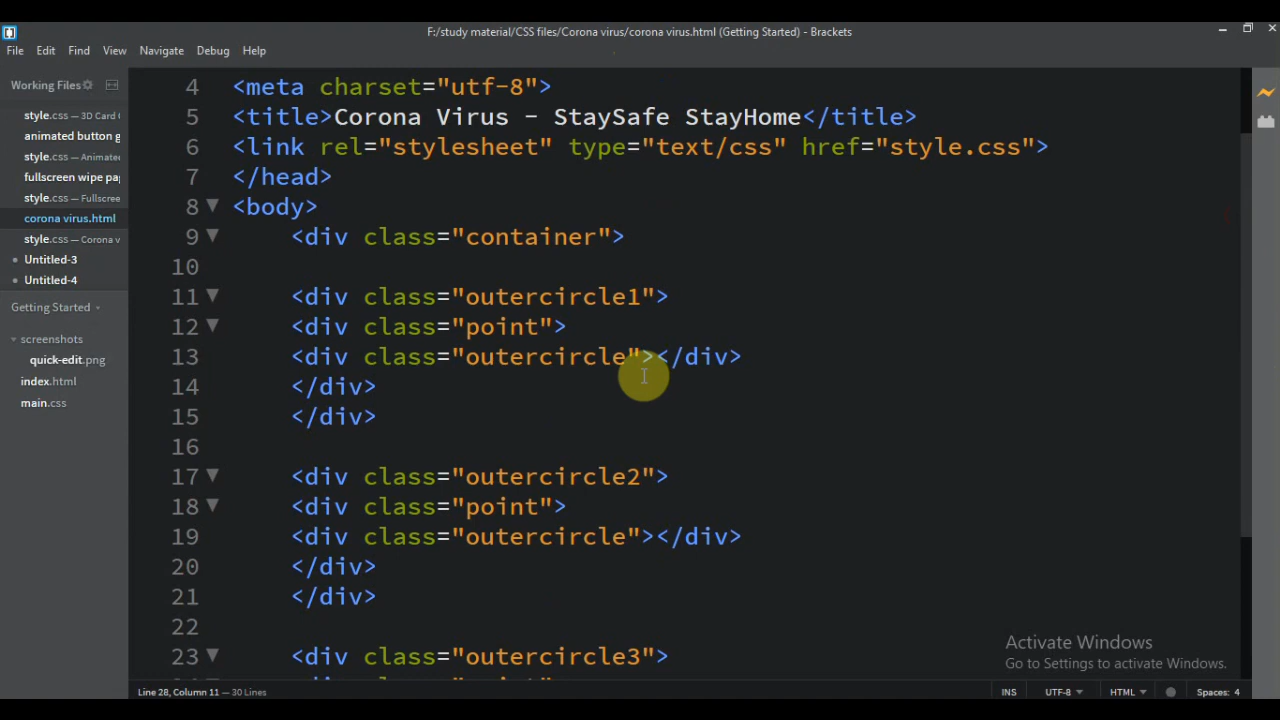 F:/study material/CSS files/Corona virus/corona virus.html (Getting Started) - Brackets
File Edit Find View Navigate Debug Help
Working Files
style.css — 3D Card
animated button g
style.css — Animate
fullscreen wipe pa
style.css — Fullscree
corona virus.html
style.css — Corona v
Untitled-3
Untitled-4
Getting Started
screenshots
quick-edit.png
index.html
main.css
4 <meta charset="utf-8">
5 <title>Corona Virus - StaySafe StayHome</title>
6 <link rel="stylesheet" type="text/css" href="style.css">
7 </head>
8 <body>
9 <div class="container">
10
11 <div class="outercircle1">
12 <div class="point">
13 <div class="outercircle"></div>
14 </div>
15 </div>
16
17 <div class="outercircle2">
18 <div class="point">
19 <div class="outercircle"></div>
20 </div>
21 </div>
22
23 <div class="outercircle3">
Activate Windows
Go to Settings to activate Windows.
Line 28, Column 11 — 30 Lines
INS UTF-8 HTML Spaces: 4